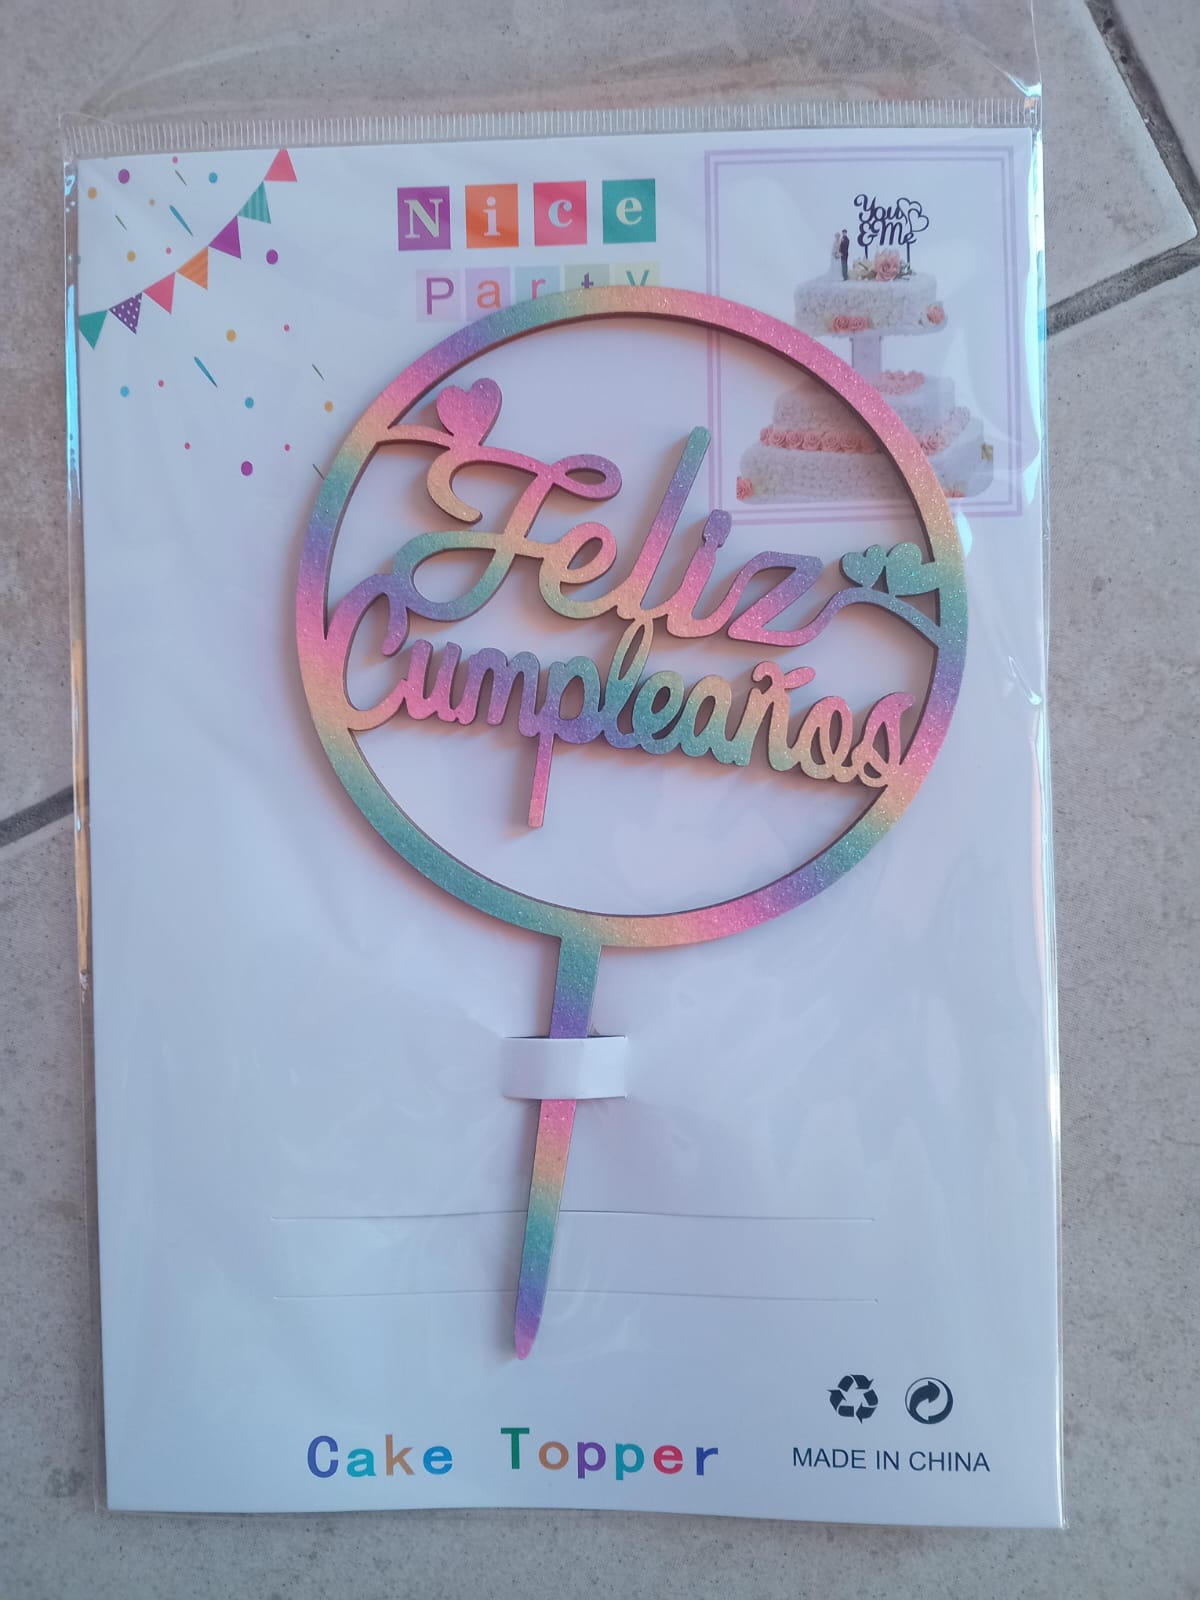 Nice
Party
You
& Me
Feliz
Cumpleaños
Cake Topper
MADE IN CHINA